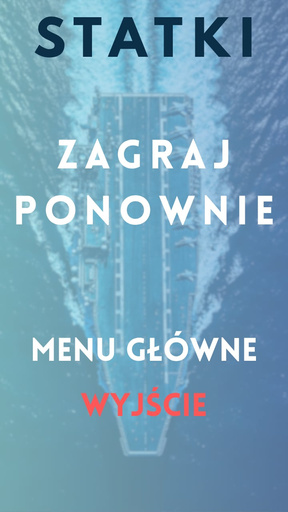 STATKI
ZAGRAJ
PONOWNIE
MENU GŁÓWNE
WYJŚCIE